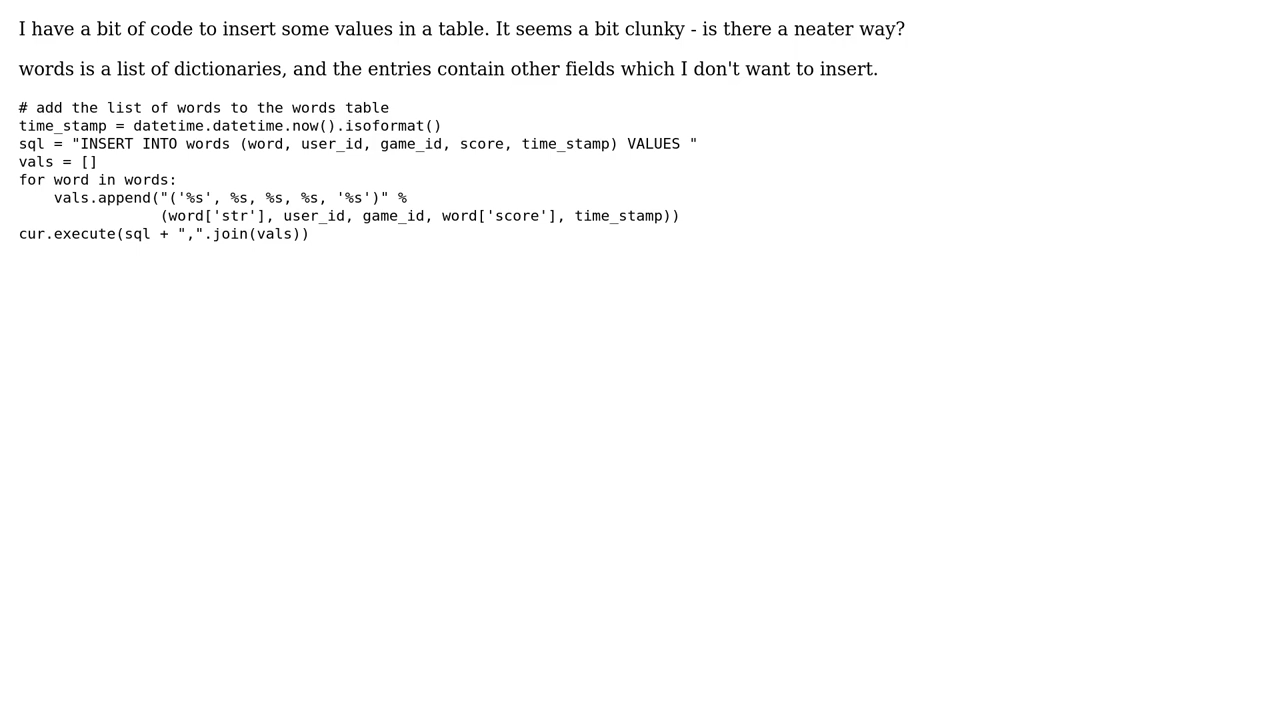 I have a bit of code to insert some values in a table. It seems a bit clunky - is there a neater way?
words is a list of dictionaries, and the entries contain other fields which I don't want to insert.
# add the list of words to the words table
time_stamp = datetime.datetime.now().isoformat()
sql = "INSERT INTO words (word, user_id, game_id, score, time_stamp) VALUES "
vals = []
for word in words:
    vals.append("('%s', %s, %s, %s, '%s')" %
                (word['str'], user_id, game_id, word['score'], time_stamp))
cur.execute(sql + ",".join(vals))